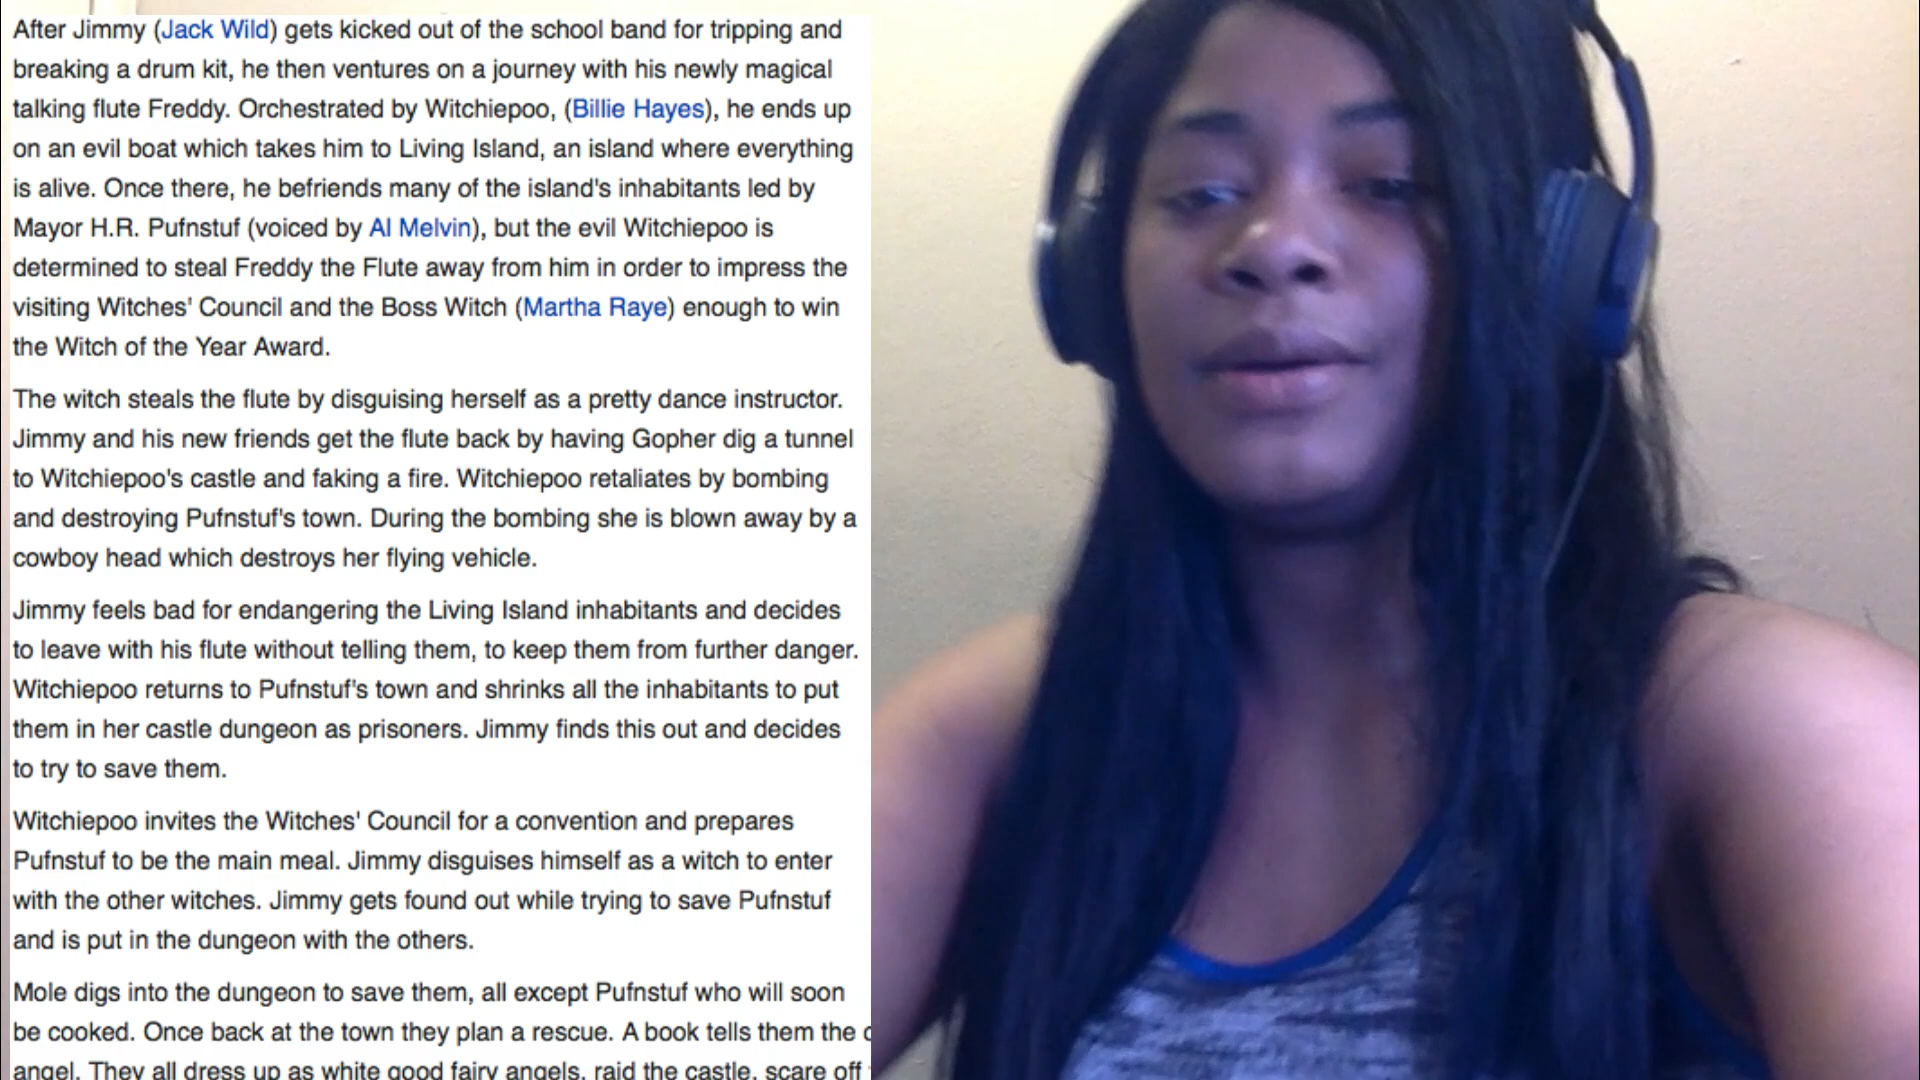 After Jimmy (Jack Wild) gets kicked out of the school band for tripping and
breaking a drum kit, he then ventures on a journey with his newly magical
talking flute Freddy. Orchestrated by Witchiepoo, (Billie Hayes), he ends up
on an evil boat which takes him to Living Island, an island where everything
is alive. Once there, he befriends many of the island's inhabitants led by
Mayor H.R. Pufnstuf (voiced by Al Melvin), but the evil Witchiepoo is
determined to steal Freddy the Flute away from him in order to impress the
visiting Witches' Council and the Boss Witch (Martha Raye) enough to win
the Witch of the Year Award.
The witch steals the flute by disguising herself as a pretty dance instructor.
Jimmy and his new friends get the flute back by having Gopher dig a tunnel
to Witchiepoo's castle and faking a fire. Witchiepoo retaliates by bombing
and destroying Pufnstuf's town. During the bombing she is blown away by a
cowboy head which destroys her flying vehicle.
Jimmy feels bad for endangering the Living Island inhabitants and decides
to leave with his flute without telling them, to keep them from further danger.
Witchiepoo returns to Pufnstuf's town and shrinks all the inhabitants to put
them in her castle dungeon as prisoners. Jimmy finds this out and decides
to try to save them.
Witchiepoo invites the Witches' Council for a convention and prepares
Pufnstuf to be the main meal. Jimmy disguises himself as a witch to enter
with the other witches. Jimmy gets found out while trying to save Pufnstuf
and is put in the dungeon with the others.
Mole digs into the dungeon to save them, all except Pufnstuf who will soon
be cooked. Once back at the town they plan a rescue. A book tells them the
angel. They all dress up as white good fairy angels, raid the castle, scare off